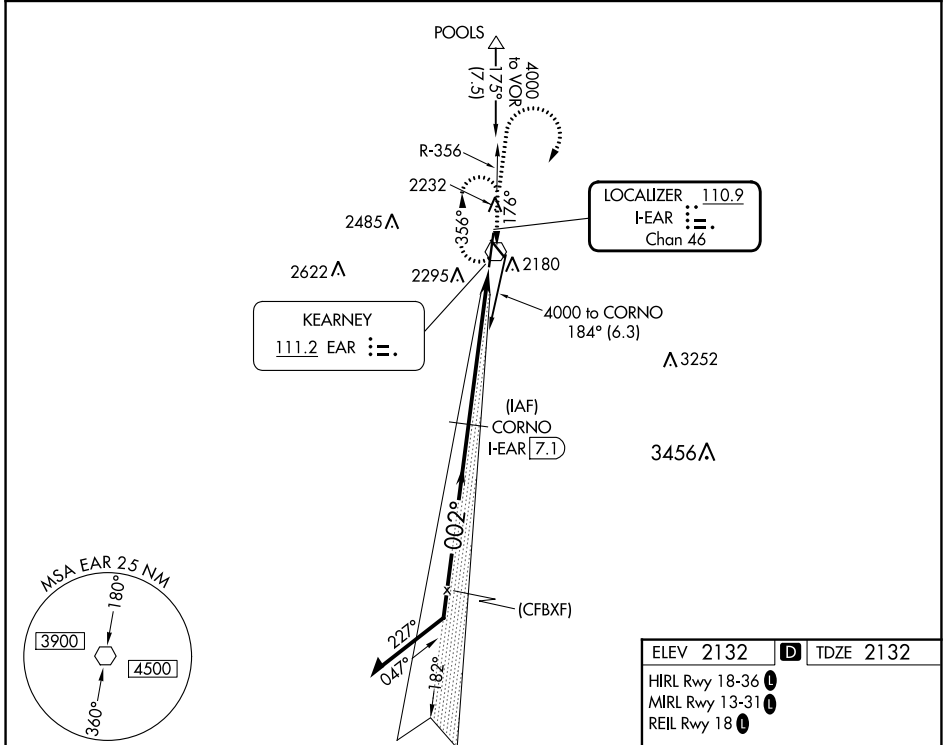 POOLS
175°
(7.5)
4000
to VOR
R-356
2232
176°
356°
2485
2622
2295
2180
LOCALIZER 110.9
I-EAR
Chan 46
KEARNEY
111.2 EAR
4000 to CORNO
184° (6.3)
3252
(IAF)
CORNO
I-EAR 7.1
3456
002°
(CFBXF)
227°
047°
182°
MSA EAR 25 NM
180°
3900
4500
360°
ELEV 2132 D TDZE 2132
HIRL Rwy 18-36 L
MIRL Rwy 13-31 L
REIL Rwy 18 L